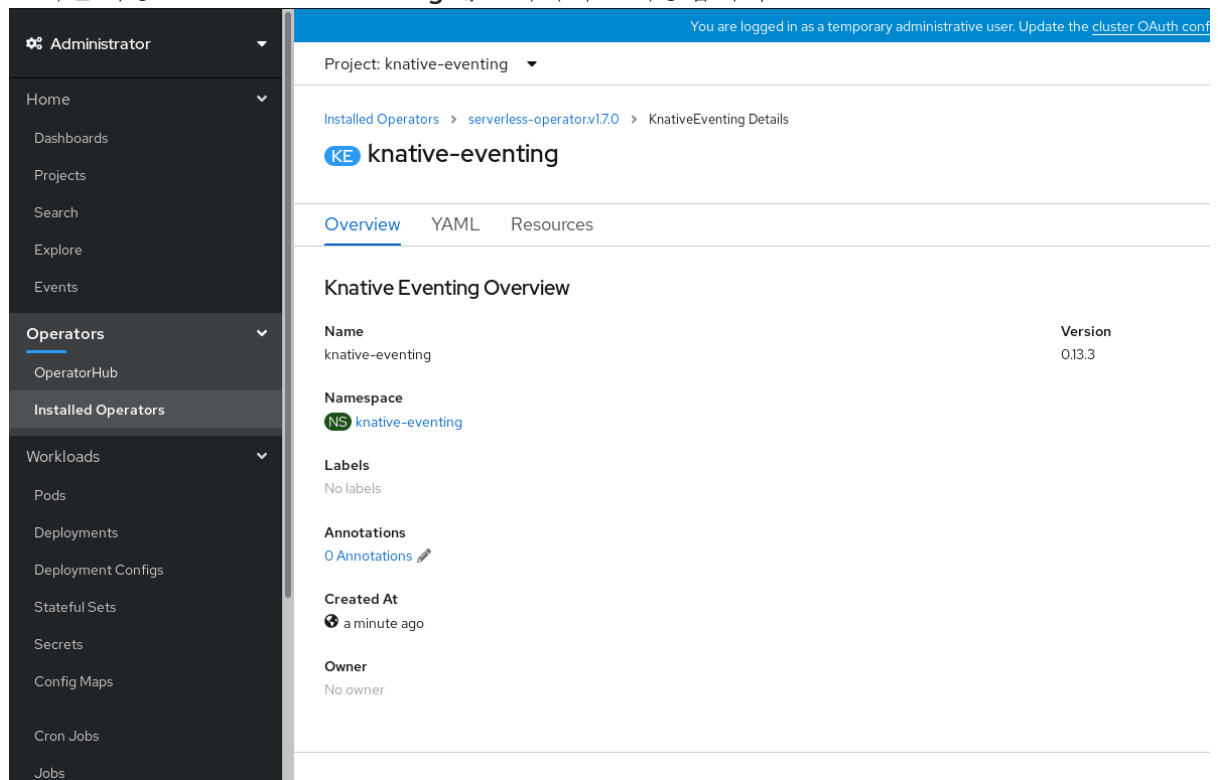 You are logged in as a temporary administrative user. Update the cluster OAuth conf
Administrator
Home
Dashboards
Projects
Search
Explore
Events
Operators
OperatorHub
Installed Operators
Workloads
Pods
Deployments
Deployment Configs
Stateful Sets
Secrets
Config Maps
Cron Jobs
Jobs
Project: knative-eventing
Installed Operators > serverless-operator.v1.7.0 > KnativeEventing Details
KE knative-eventing
Overview YAML Resources
Knative Eventing Overview
Name
knative-eventing
Version
0.13.3
Namespace
NS knative-eventing
Labels
No labels
Annotations
0 Annotations
Created At
a minute ago
Owner
No owner